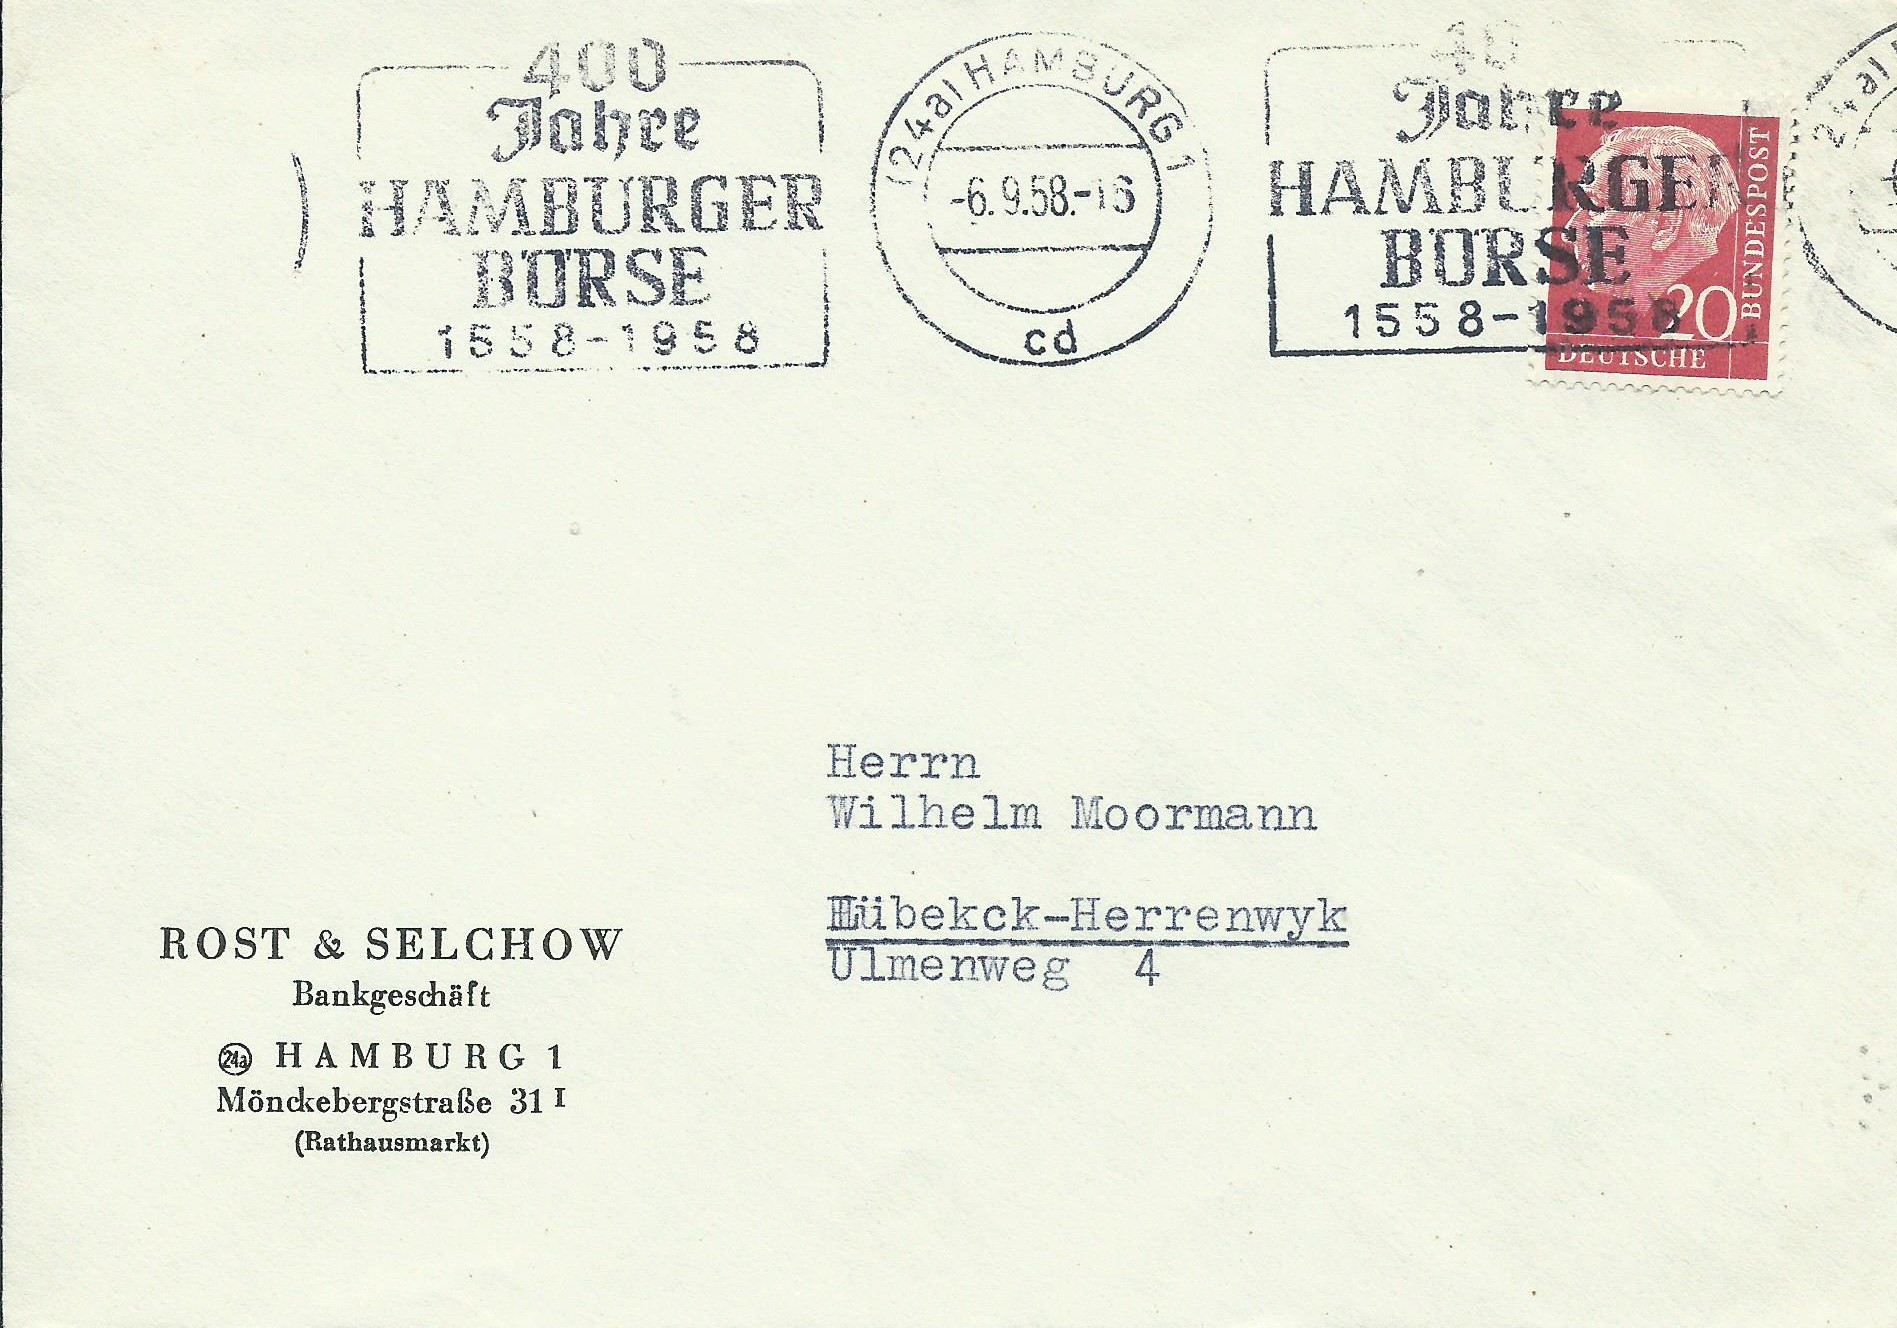 400
Jahre
HAMBURGER
BÖRSE
1558-1958
(24a) HAMBURG 1
-6.9.58.-16
cd
40
Jahre
HAMBURGER
BÖRSE
1558-1958
20
DEUTSCHE
BUNDESPOST
24a) H
Herrn
Wilhelm Moormann
Lübekck-Herrenwyk
Ulmenweg 4
ROST & SELCHOW
Bankgeschäft
24a HAMBURG 1
Mönckebergstraße 31 I
(Rathausmarkt)